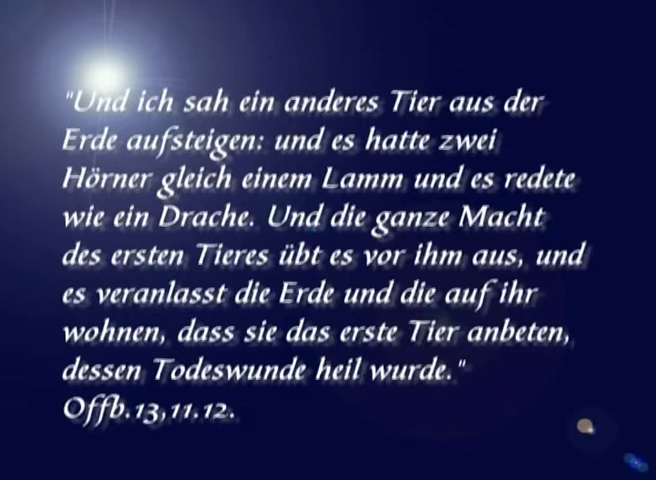 "Und ich sah ein anderes Tier aus der
Erde aufsteigen: und es hatte zwei
Hörner gleich einem Lamm und es redete
wie ein Drache. Und die ganze Macht
des ersten Tieres übt es vor ihm aus, und
es veranlasst die Erde und die auf ihr
wohnen, dass sie das erste Tier anbeten,
dessen Todeswunde heil wurde."
Offb.13,11.12.